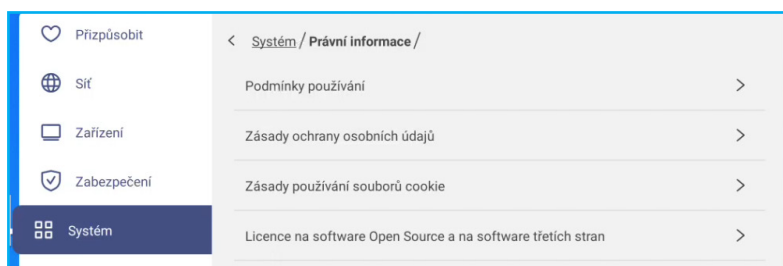 Přizpůsobit
Síť
Zařízení
Zabezpečení
Systém
Systém / Právní informace /
Podmínky používání
Zásady ochrany osobních údajů
Zásady používání souborů cookie
Licence na software Open Source a na software třetích stran